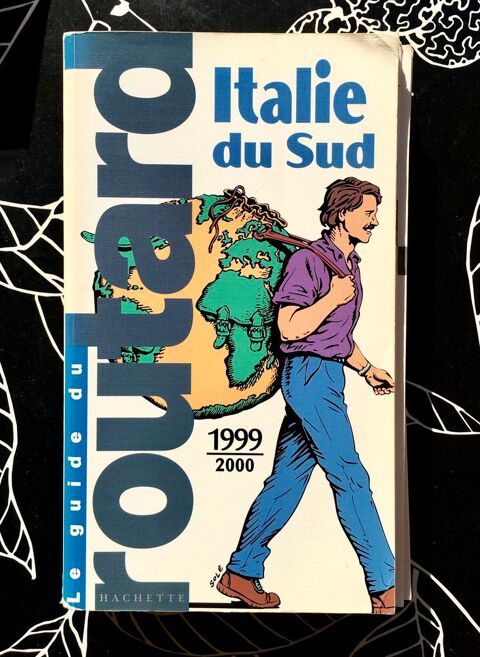 Le guide du
routard
Italie
du Sud
1999
2000
SOLÉ
HACHETTE